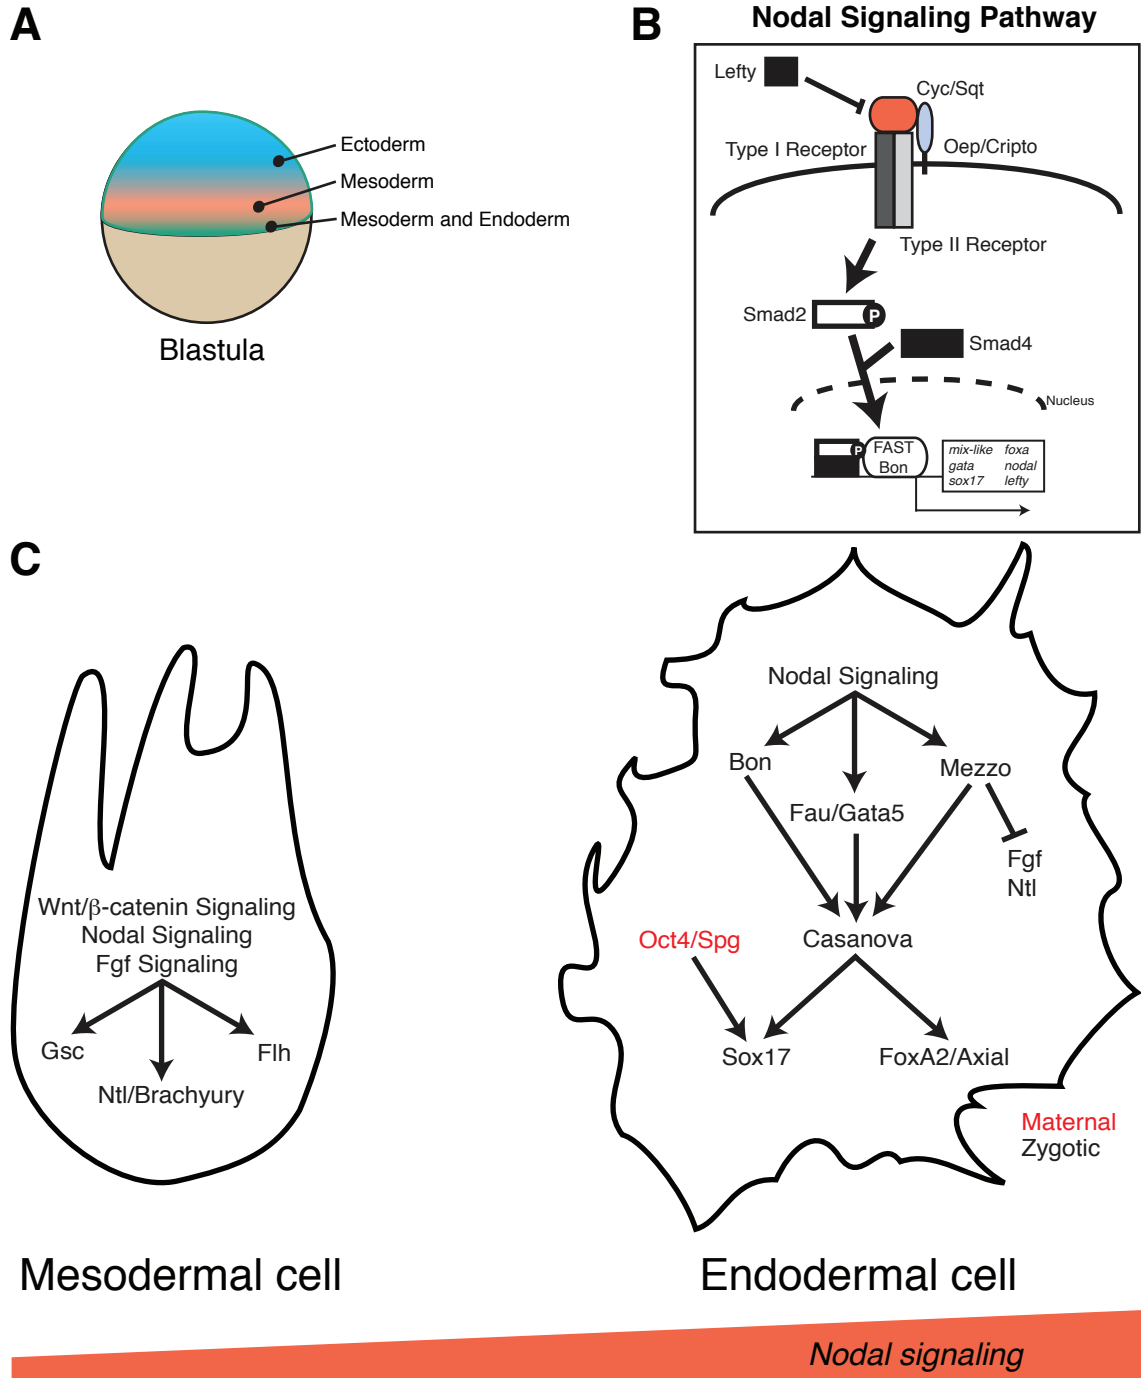 A
Ectoderm
Mesoderm
Mesoderm and Endoderm
Blastula
B
Nodal Signaling Pathway
Lefty
Cyc/Sqt
Type I Receptor
Oep/Cripto
Type II Receptor
Smad2
P
Smad4
Nucleus
P
FAST
Bon
mix-like foxa
gata nodal
sox17 lefty
C
Wnt/β-catenin Signaling
Nodal Signaling
Fgf Signaling
Gsc
Flh
Ntl/Brachyury
Mesodermal cell
Nodal Signaling
Bon
Mezzo
Fau/Gata5
Fgf
Ntl
Oct4/Spg
Casanova
Sox17
FoxA2/Axial
Maternal
Zygotic
Endodermal cell
Nodal signaling